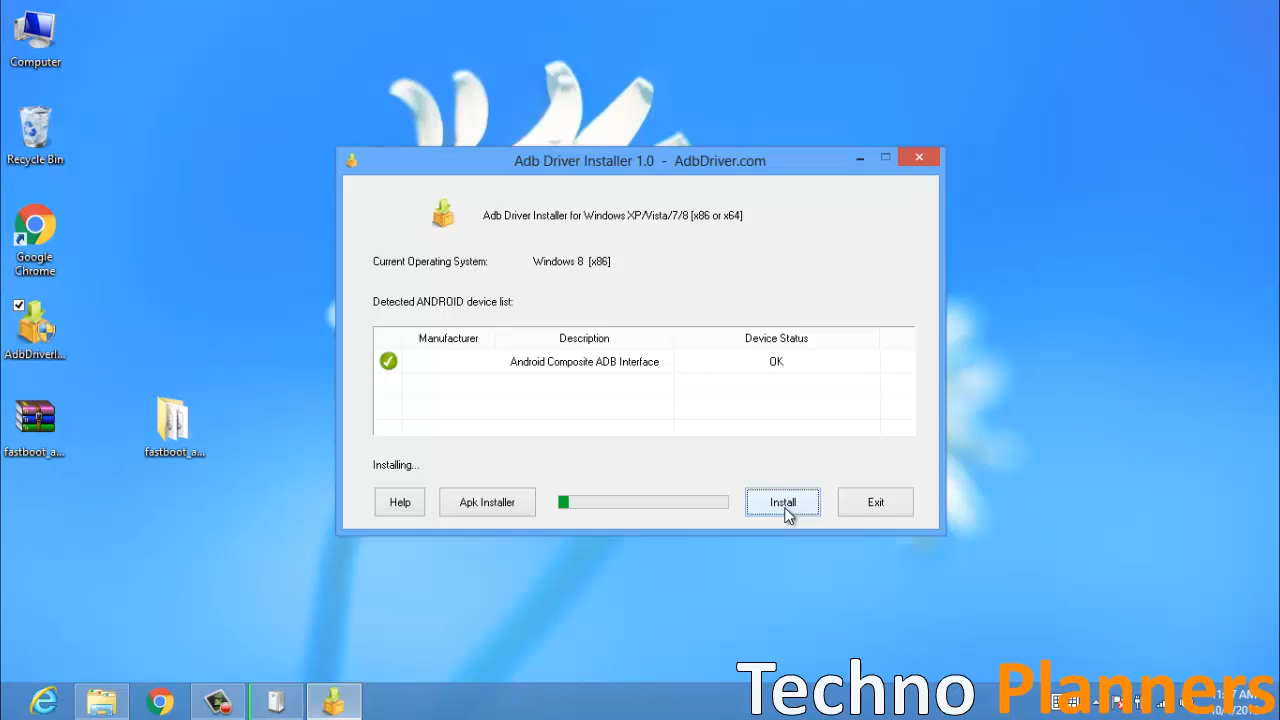 Computer
Recycle Bin
Google
Chrome
AdbDriverI...
fastboot_a...
fastboot_a...
Adb Driver Installer 1.0 - AdbDriver.com
Adb Driver Installer for Windows XP/Vista/7/8 [x86 or x64]
Current Operating System: Windows 8 [x86]
Detected ANDROID device list:
Manufacturer Description Device Status
Android Composite ADB Interface OK
Installing...
Help Apk Installer Install Exit
Techno Planners